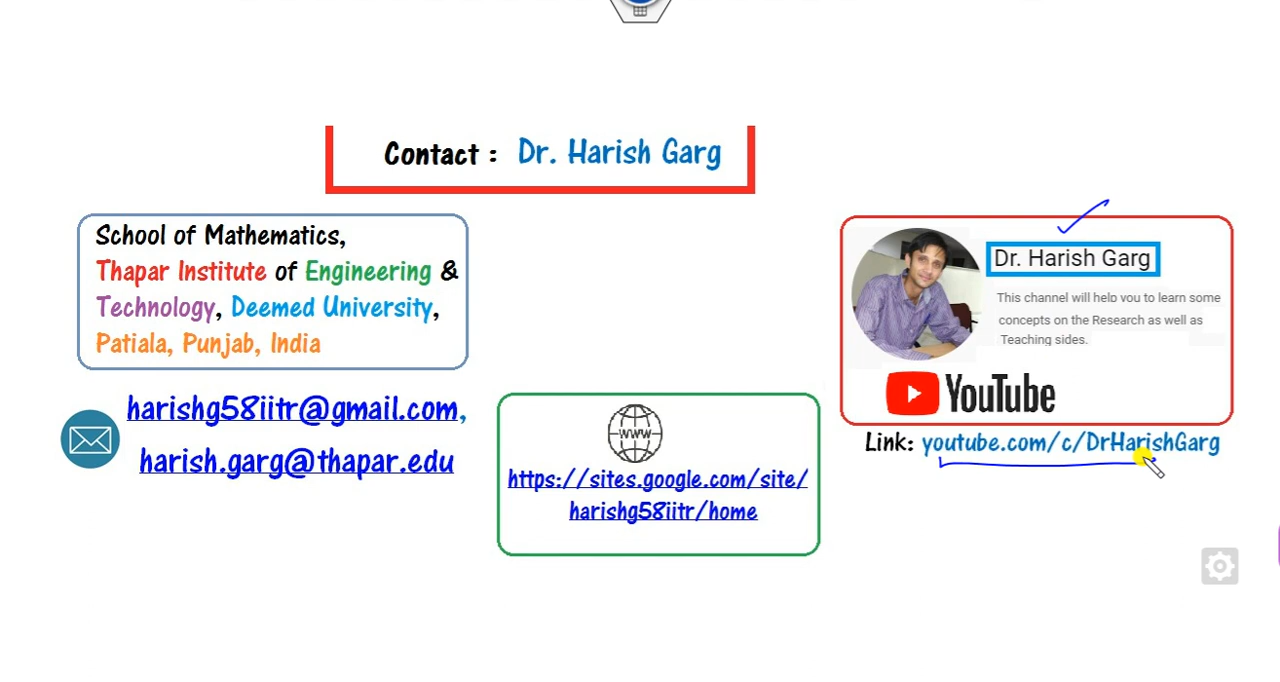 Contact : Dr. Harish Garg
School of Mathematics,
Thapar Institute of Engineering &
Technology, Deemed University,
Patiala, Punjab, India
harishg58iitr@gmail.com,
harish.garg@thapar.edu
www
https://sites.google.com/site/
harishg58iitr/home
Dr. Harish Garg
This channel will help you to learn some
concepts on the Research as well as
Teaching sides.
YouTube
Link: youtube.com/c/DrHarishGarg